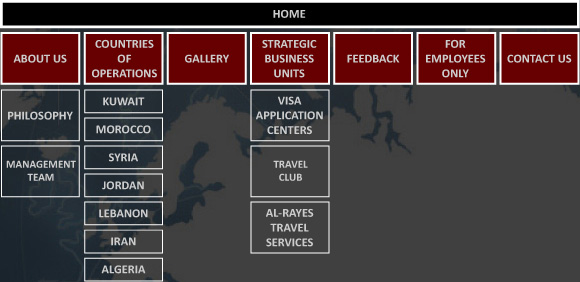 HOME
ABOUT US
COUNTRIES
OF
OPERATIONS
GALLERY
STRATEGIC
BUSINESS
UNITS
FEEDBACK
FOR
EMPLOYEES
ONLY
CONTACT US
PHILOSOPHY
MANAGEMENT
TEAM
KUWAIT
MOROCCO
SYRIA
JORDAN
LEBANON
IRAN
ALGERIA
VISA
APPLICATION
CENTERS
TRAVEL
CLUB
AL-RAYES
TRAVEL
SERVICES